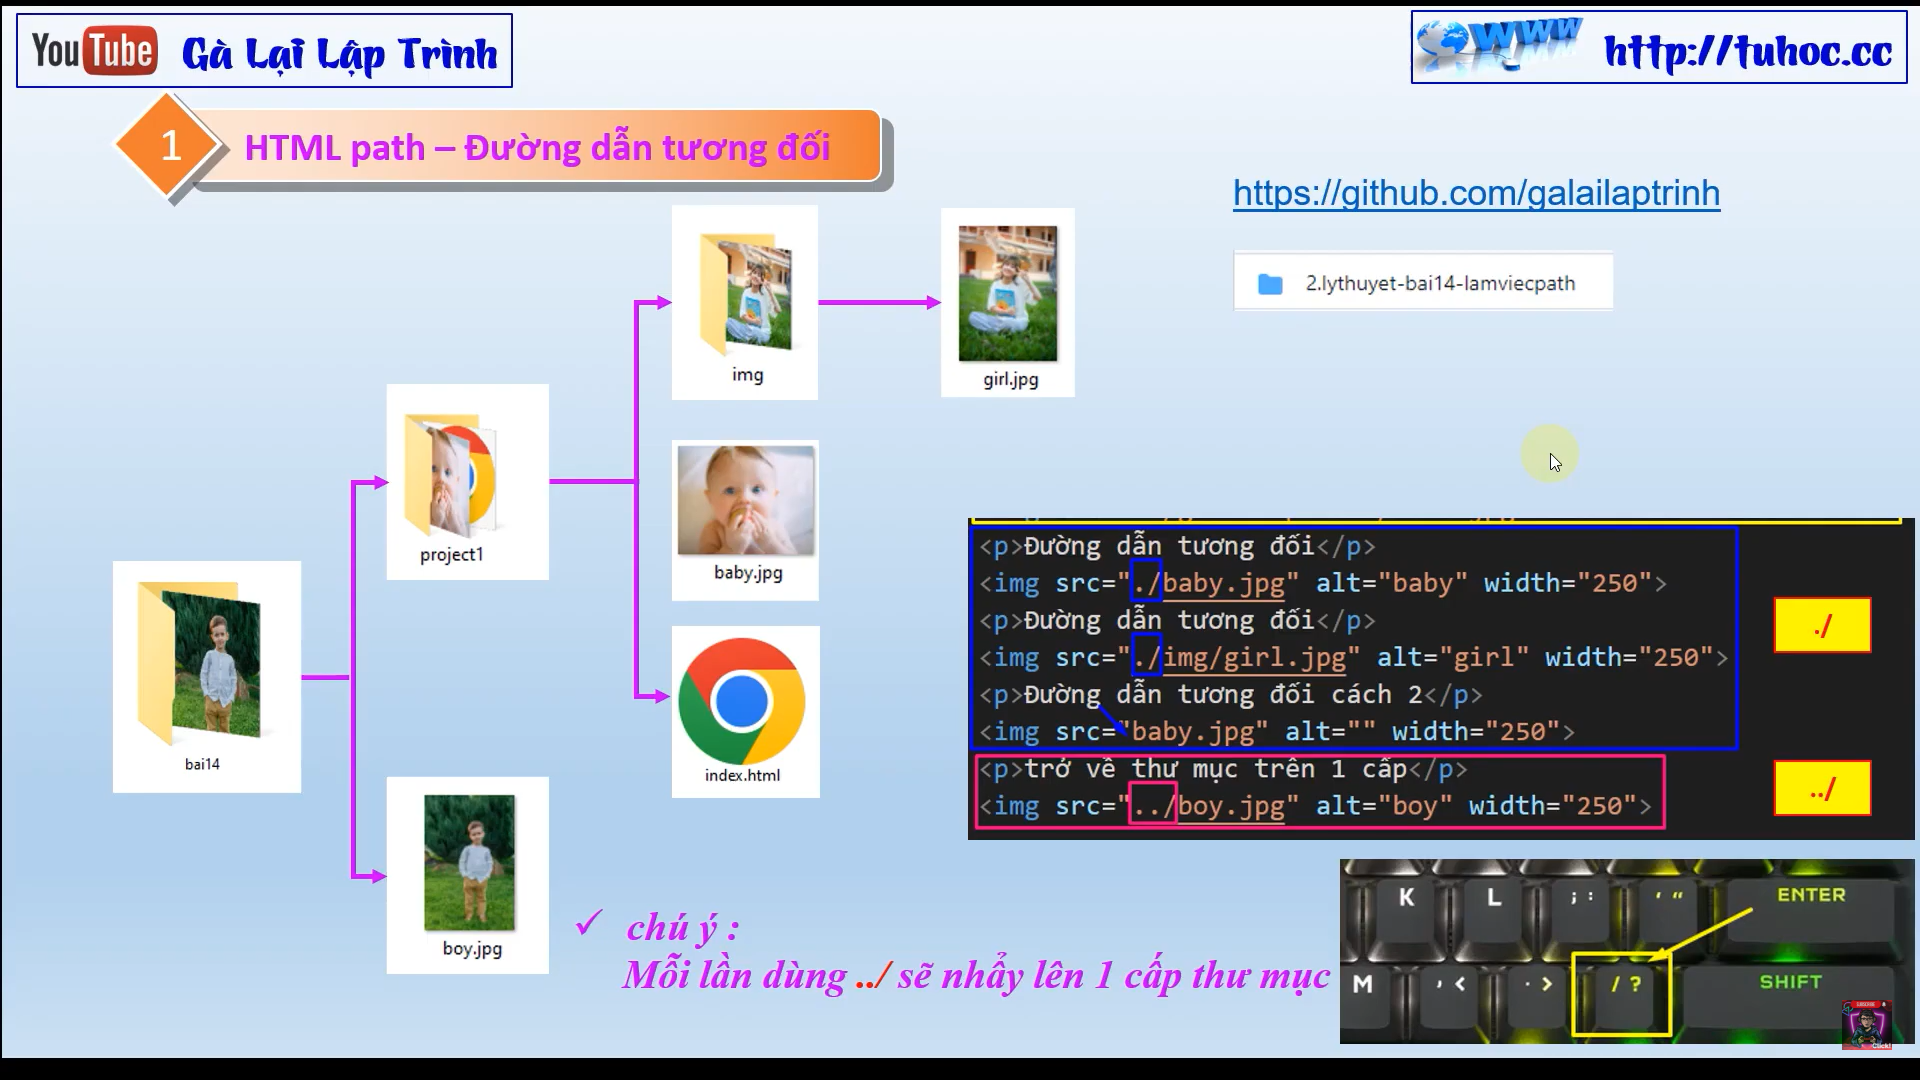 YouTube Gà Lại Lập Trình
www http://tuhoc.cc
1 HTML path – Đường dẫn tương đối
https://github.com/galailaptrinh
2.lythuyet-bai14-lamviecpath
img
girl.jpg
project1
baby.jpg
bai14
index.html
boy.jpg
<p>Đường dẫn tương đối</p>
<img src="./baby.jpg" alt="baby" width="250">
<p>Đường dẫn tương đối</p>
<img src="./img/girl.jpg" alt="girl" width="250">
<p>Đường dẫn tương đối cách 2</p>
<img src="baby.jpg" alt="" width="250">
<p>trở về thư mục trên 1 cấp</p>
<img src="../boy.jpg" alt="boy" width="250">
./
../
✓ chú ý :
Mỗi lần dùng ../ sẽ nhẩy lên 1 cấp thư mục
K L ; : ' " ENTER
M , < . > / ? SHIFT